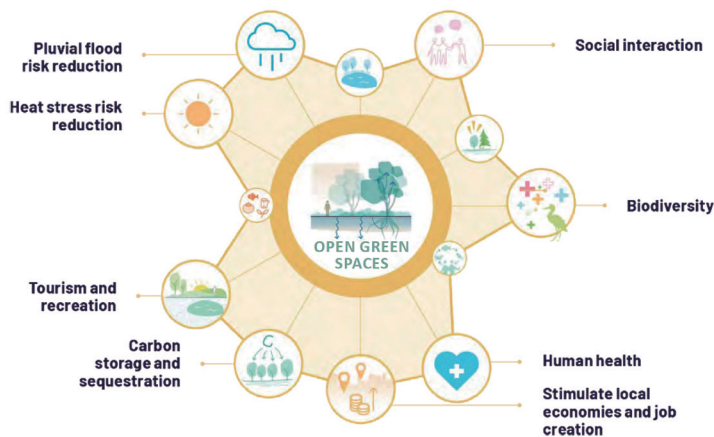 Pluvial flood
risk reduction
Social interaction
Heat stress risk
reduction
Biodiversity
OPEN GREEN
SPACES
Tourism and
recreation
Carbon
storage and
sequestration
Human health
Stimulate local
economies and job
creation